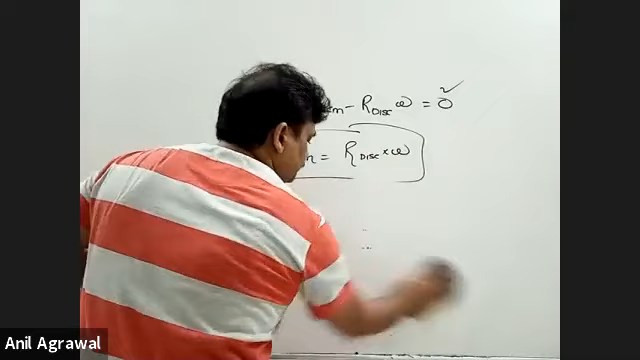 m - R DISC ω = 0
= R DISC × ω
Anil Agrawal